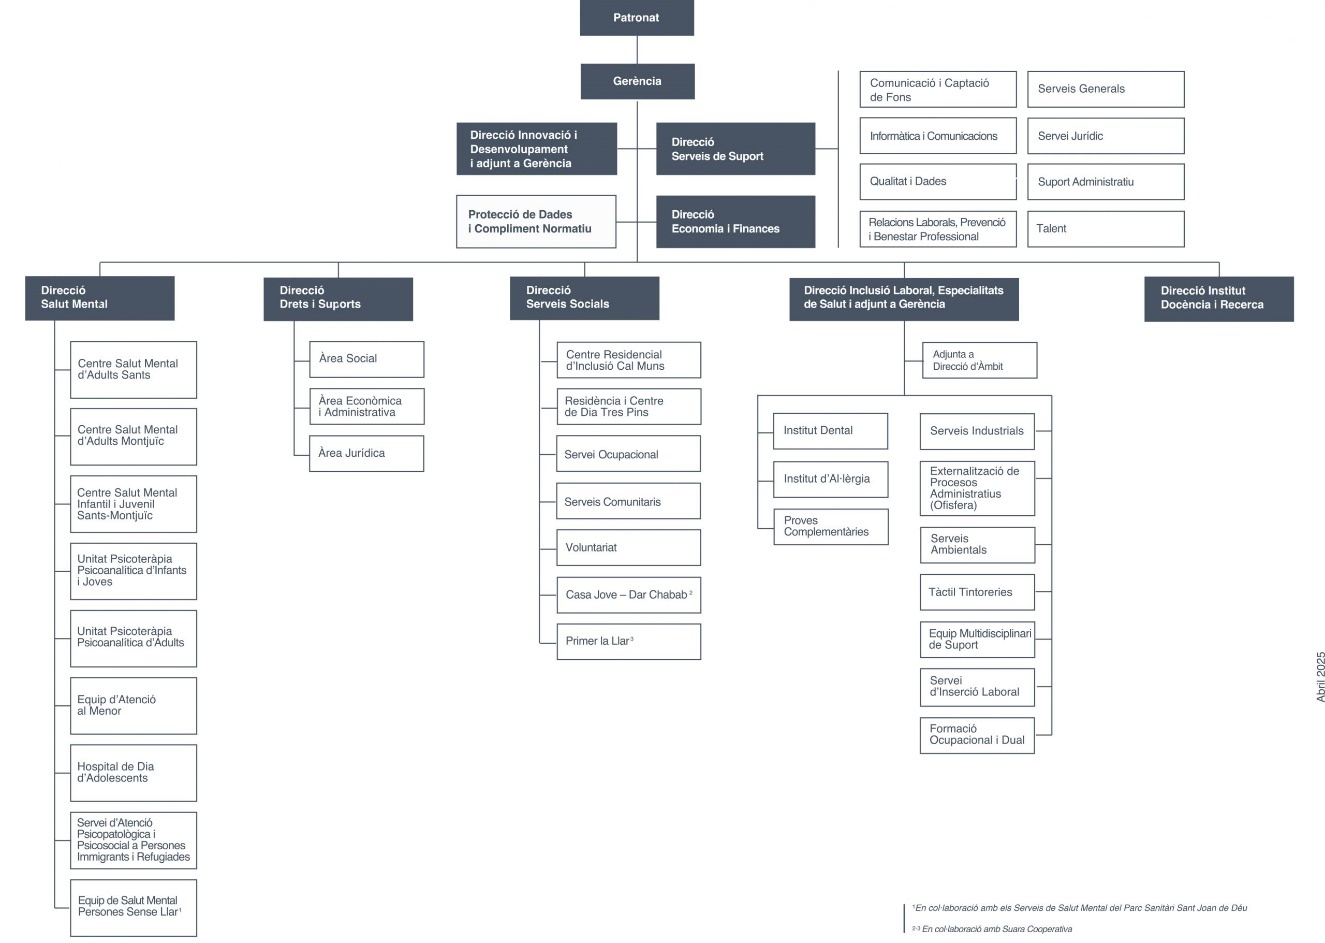 Patronat
Gerència
Direcció Innovació i
Desenvolupament
i adjunt a Gerència
Direcció
Serveis de Suport
Protecció de Dades
i Compliment Normatiu
Direcció
Economia i Finances
Comunicació i Captació
de Fons
Serveis Generals
Informàtica i Comunicacions
Servei Jurídic
Qualitat i Dades
Suport Administratiu
Relacions Laborals, Prevenció
i Benestar Professional
Talent
Direcció
Salut Mental
Centre Salut Mental
d'Adults Sants
Centre Salut Mental
d'Adults Montjuïc
Centre Salut Mental
Infantil i Juvenil
Sants-Montjuïc
Unitat Psicoteràpia
Psicoanalítica d'Infants
i Joves
Unitat Psicoteràpia
Psicoanalítica d'Adults
Equip d'Atenció
al Menor
Hospital de Dia
d'Adolescents
Servei d'Atenció
Psicopatològica i
Psicosocial a Persones
Immigrants i Refugiades
Equip de Salut Mental
Persones Sense Llar¹
Direcció
Drets i Suports
Àrea Social
Àrea Econòmica
i Administrativa
Àrea Jurídica
Direcció
Serveis Socials
Centre Residencial
d'Inclusió Cal Muns
Residència i Centre
de Dia Tres Pins
Servei Ocupacional
Serveis Comunitaris
Voluntariat
Casa Jove – Dar Chabab ²
Primer la Llar³
Direcció Inclusió Laboral, Especialitats
de Salut i adjunt a Gerència
Adjunta a
Direcció d'Àmbit
Institut Dental
Institut d'Al·lèrgia
Proves
Complementàries
Serveis Industrials
Externalització de
Procesos
Administratius
(Ofisfera)
Serveis
Ambientals
Tàctil Tintoreries
Equip Multidisciplinari
de Suport
Servei
d'Inserció Laboral
Formació
Ocupacional i Dual
Direcció Institut
Docència i Recerca
Abril 2025
¹En col·laboració amb els Serveis de Salut Mental del Parc Sanitàri Sant Joan de Déu
²⁻³ En col·laboració amb Suara Cooperativa